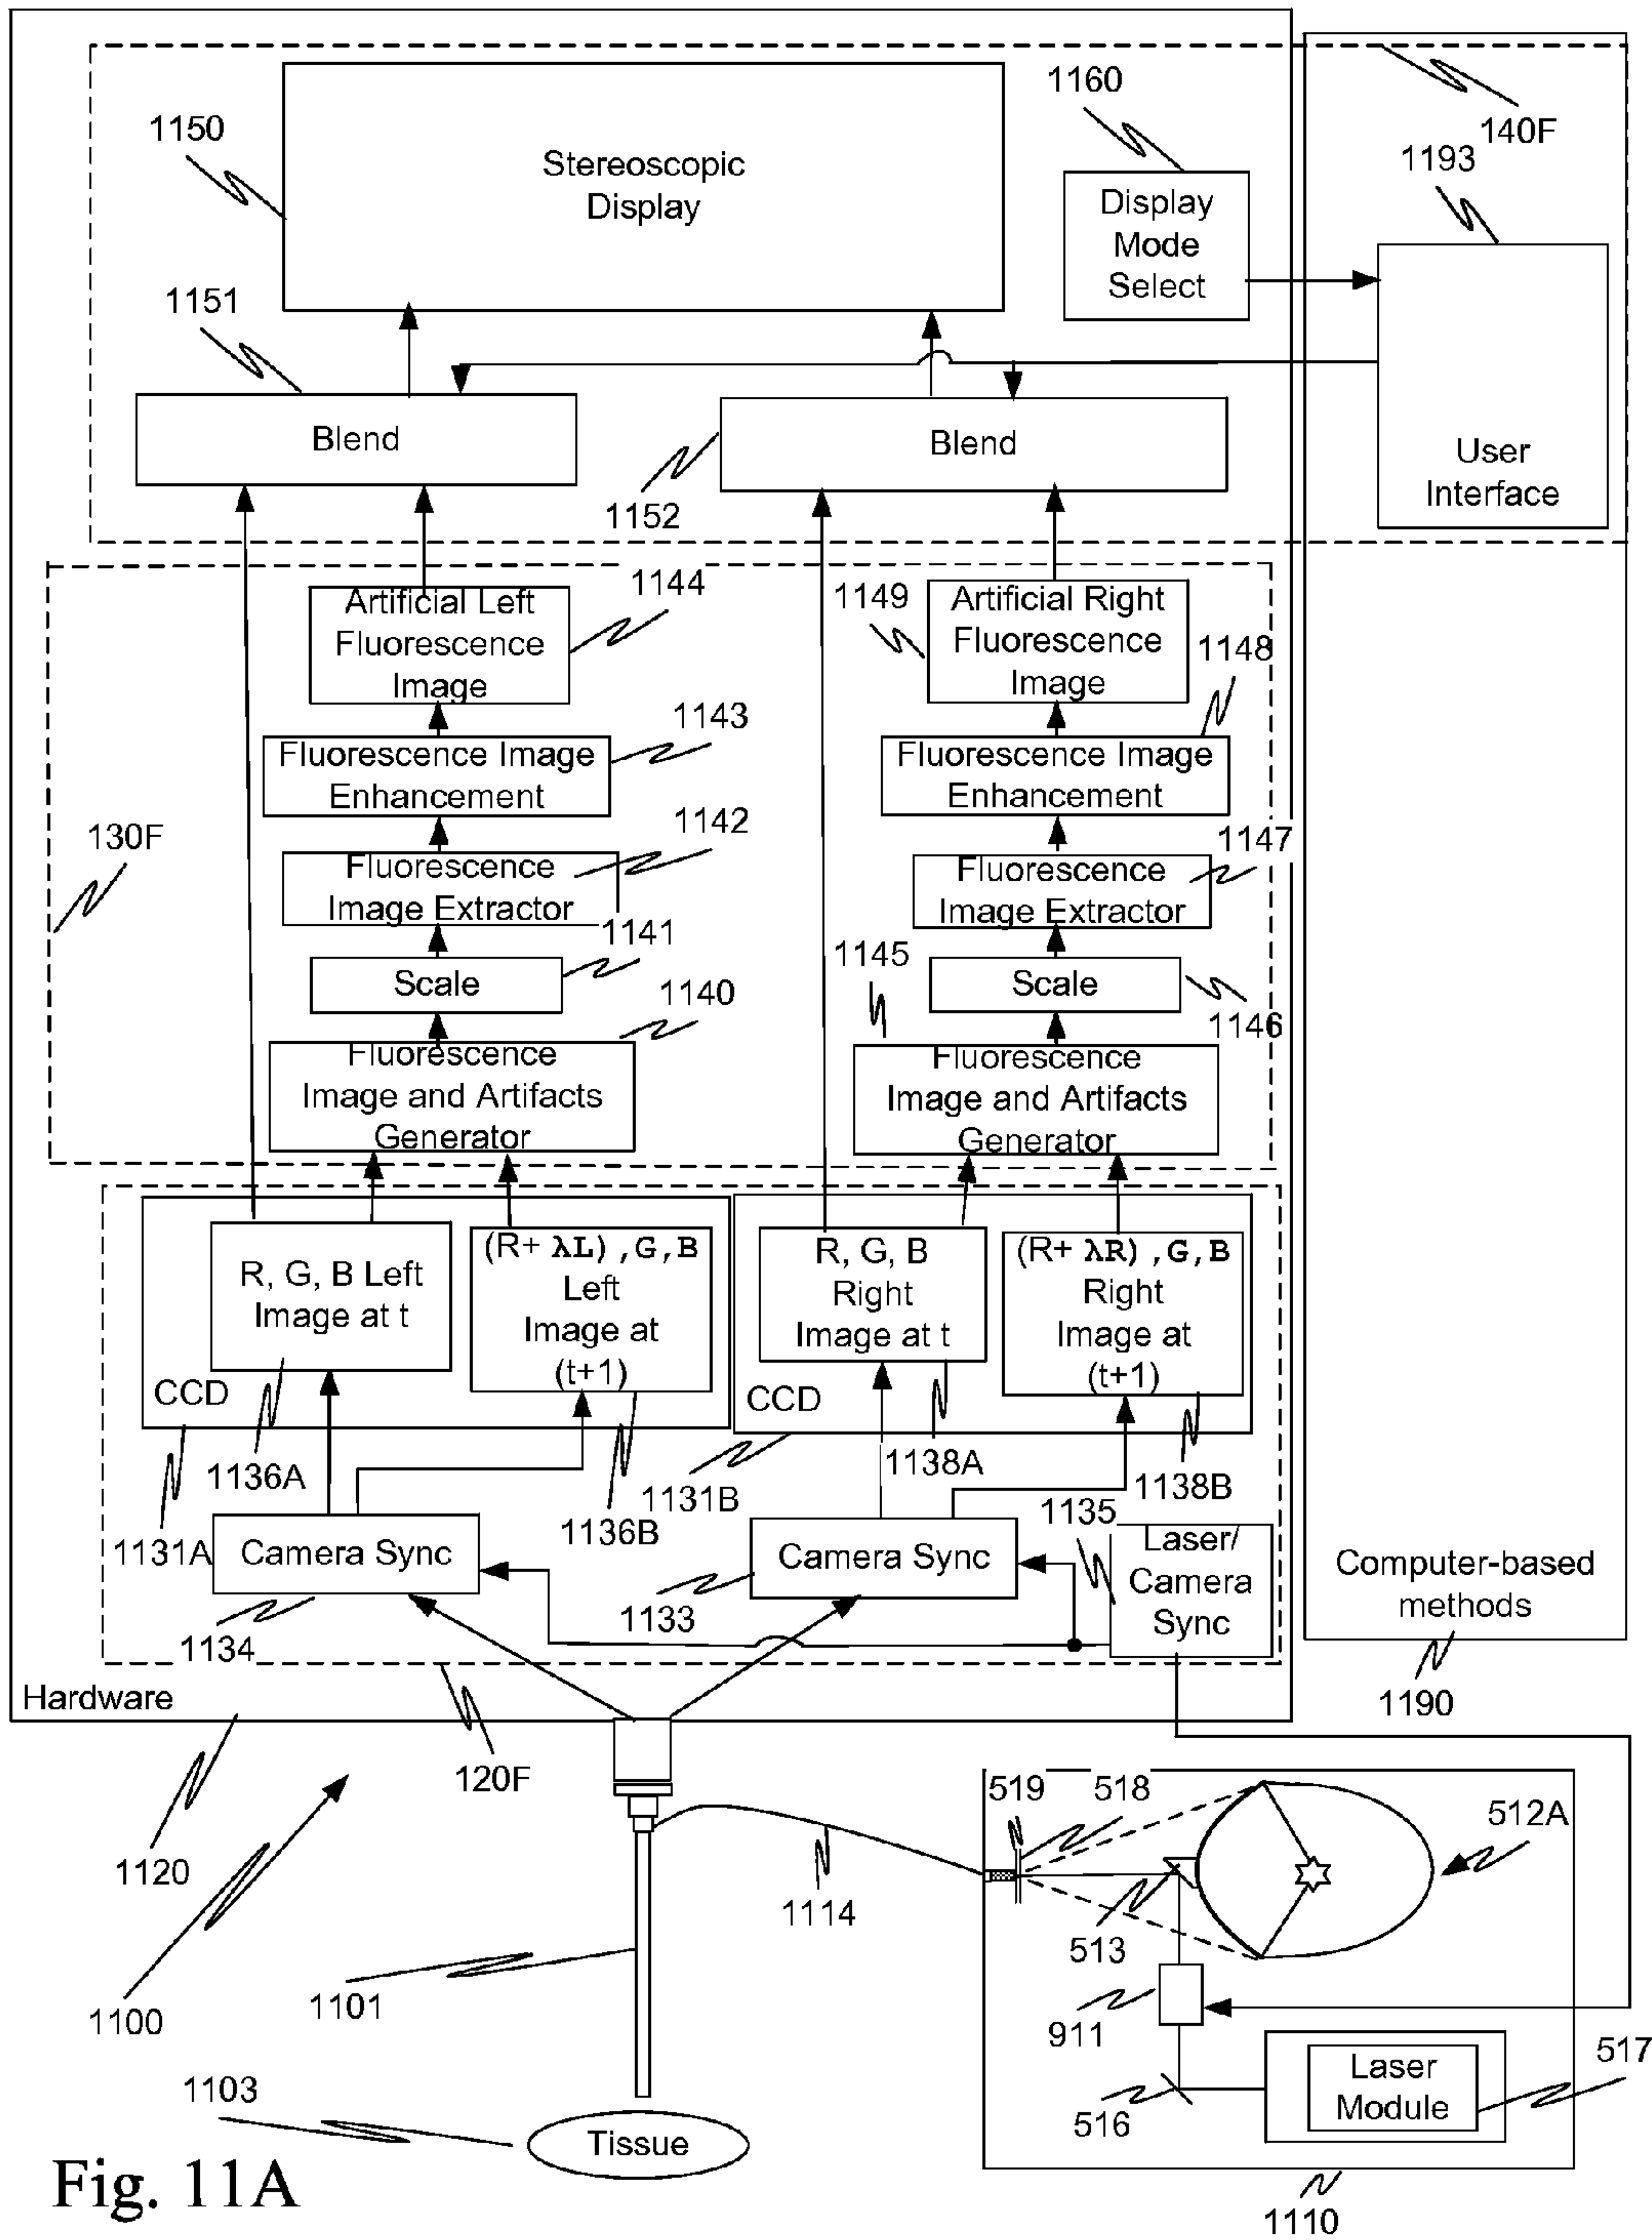 1160
140F
1150
Stereoscopic
Display
1193
Display
Mode
Select
1151
Blend
Blend
User
Interface
1152
1144
1149
Artificial Left
Fluorescence
Image
Artificial Right
Fluorescence
Image
1148
1143
Fluorescence Image
Enhancement
Fluorescence Image
Enhancement
130F
1142
1147
Fluorescence
Image Extractor
Fluorescence
Image Extractor
1141
1145
Scale
Scale
1140
1146
Fluorescence
Image and Artifacts
Generator
Fluorescence
Image and Artifacts
Generator
R, G, B Left
Image at t
(R+ λL) , G, B
Left
Image at
(t+1)
R, G, B
Right
Image at t
(R+ λR) , G, B
Right
Image at
(t+1)
CCD
CCD
1136A
1138A
1138B
1131B
1135
1136B
1131A
Camera Sync
Camera Sync
Laser/
Camera
Sync
Computer-based
methods
1133
1134
Hardware
1190
120F
519
518
512A
1120
1114
513
1100
1101
911
517
Laser
Module
1103
516
Tissue
Fig. 11A
1110